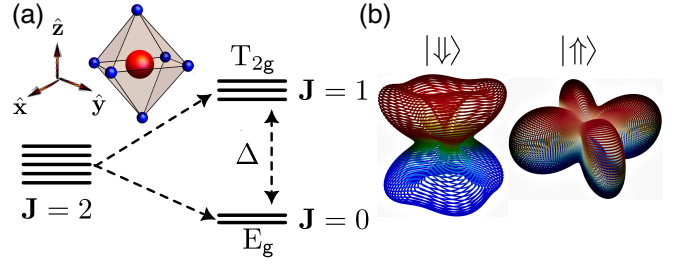 (a)
ẑ
x̂
ŷ
T₂g
J = 1
Δ
J = 2
J = 0
Eg
(b)
|⇓⟩
|⇑⟩